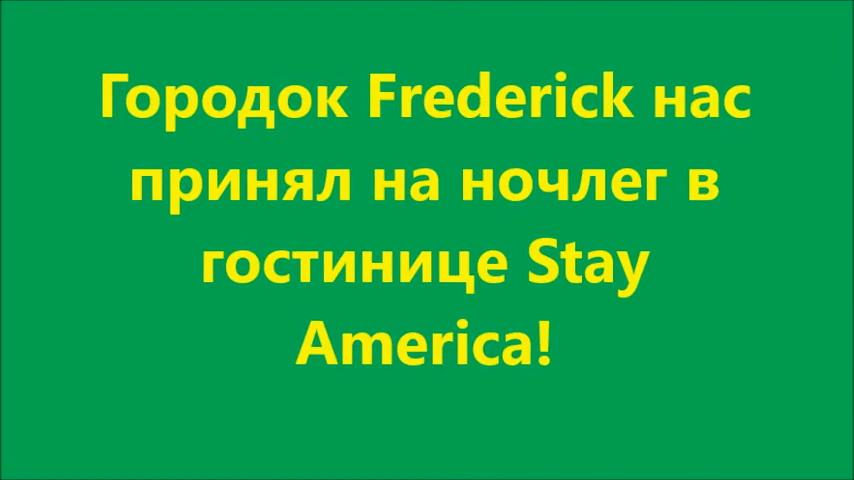 Городок Frederick нас
принял на ночлег в
гостинице Stay
America!